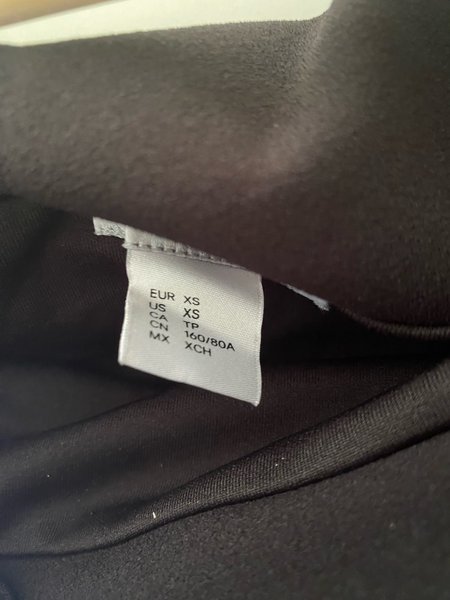 EUR XS
US XS
CA TP
CN 160/80A
MX XCH